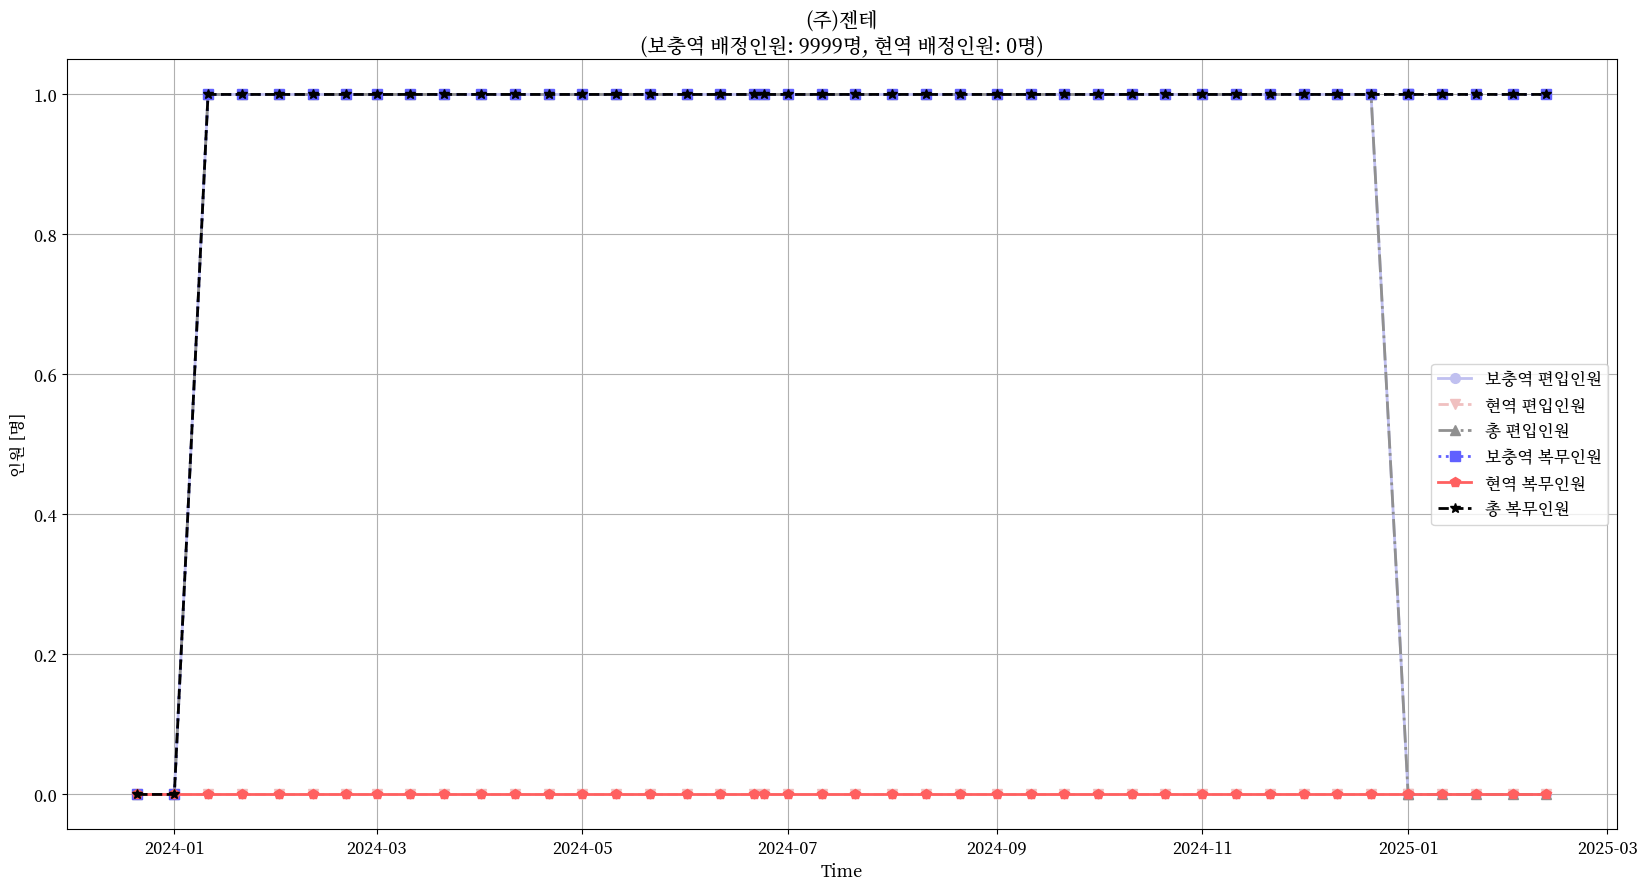 (주)젠테
(보충역 배정인원: 9999명, 현역 배정인원: 0명)
인원 [명]
1.0
0.8
0.6
0.4
0.2
0.0
보충역 편입인원
현역 편입인원
총 편입인원
보충역 복무인원
현역 복무인원
총 복무인원
2024-01
2024-03
2024-05
2024-07
2024-09
2024-11
2025-01
2025-03
Time